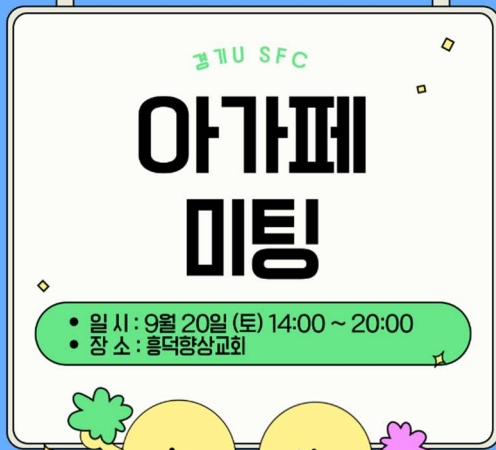 경기U SFC
아가페
미팅
• 일 시 : 9월 20일 (토) 14:00 ~ 20:00
• 장 소 : 흥덕향상교회